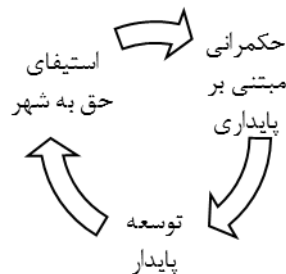 حکمرانی
مبتنی بر
پایداری
توسعه
پایدار
استیفای
حق به شهر